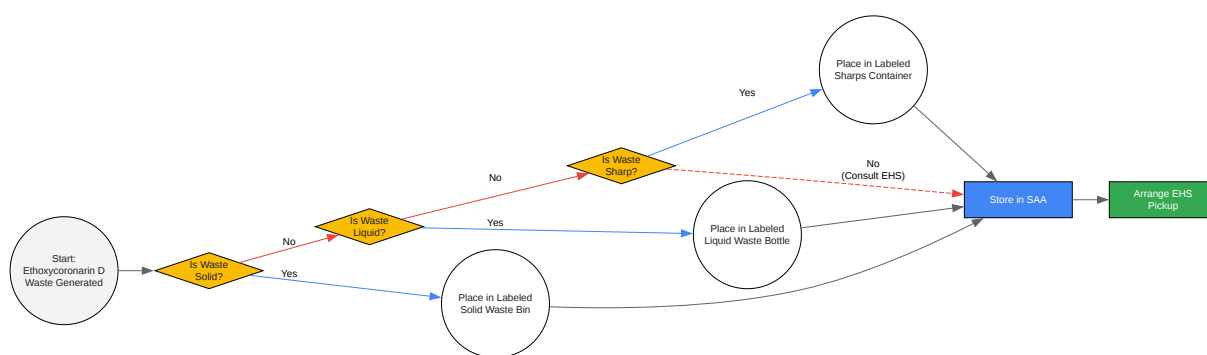 Start:
Ethoxycoronarin D
Waste Generated
Is Waste
Solid?
No
Yes
Is Waste
Liquid?
No
Yes
Place in Labeled
Solid Waste Bin
Is Waste
Sharp?
Yes
No
(Consult EHS)
Place in Labeled
Liquid Waste Bottle
Place in Labeled
Sharps Container
Store in SAA
Arrange EHS
Pickup